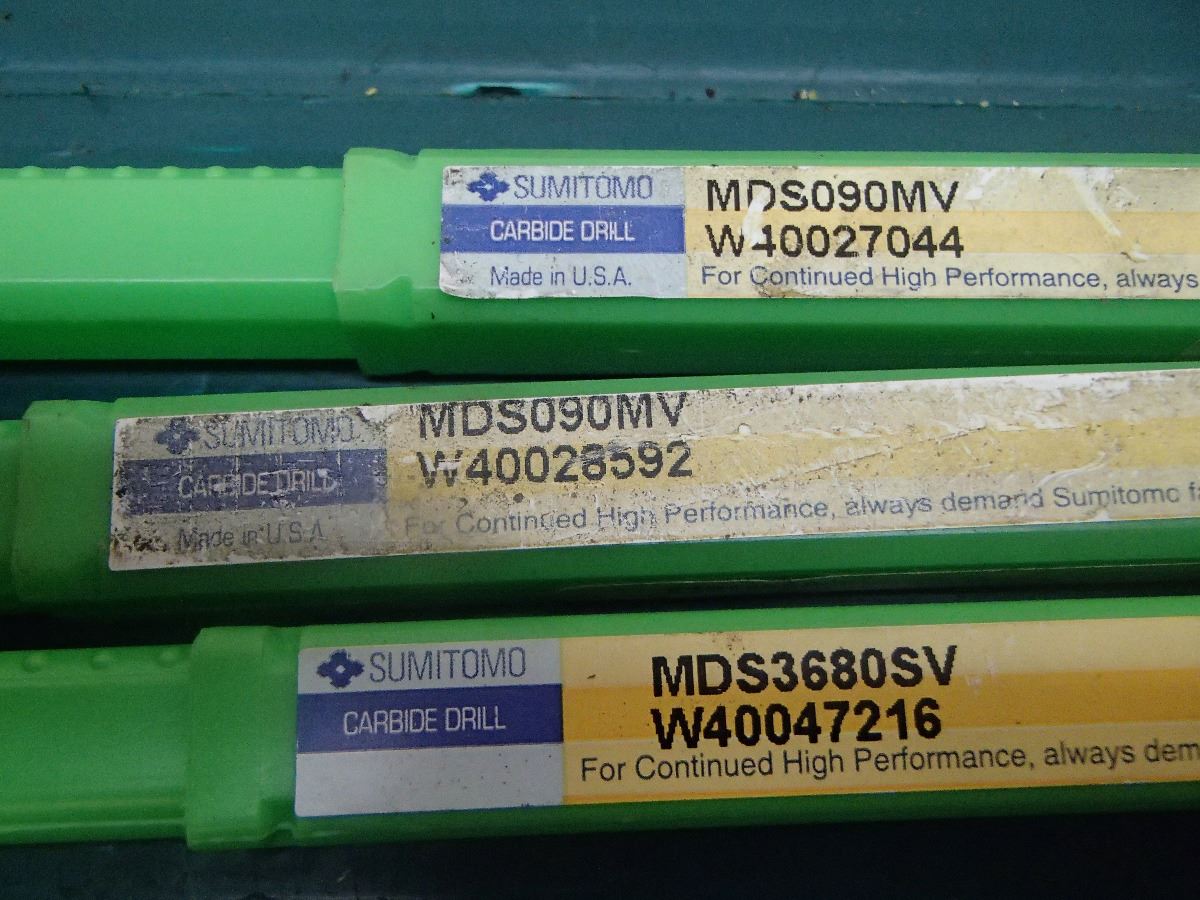 SUMITOMO
CARBIDE DRILL
Made in U.S.A.
MDS090MV
W40027044
For Continued High Performance, always
SUMITOMO
CARBIDE DRILL
Made in U.S.A
MDS090MV
W40028592
For Continued High Performance, always demand Sumitomo
SUMITOMO
CARBIDE DRILL
MDS3680SV
W40047216
For Continued High Performance, always dem